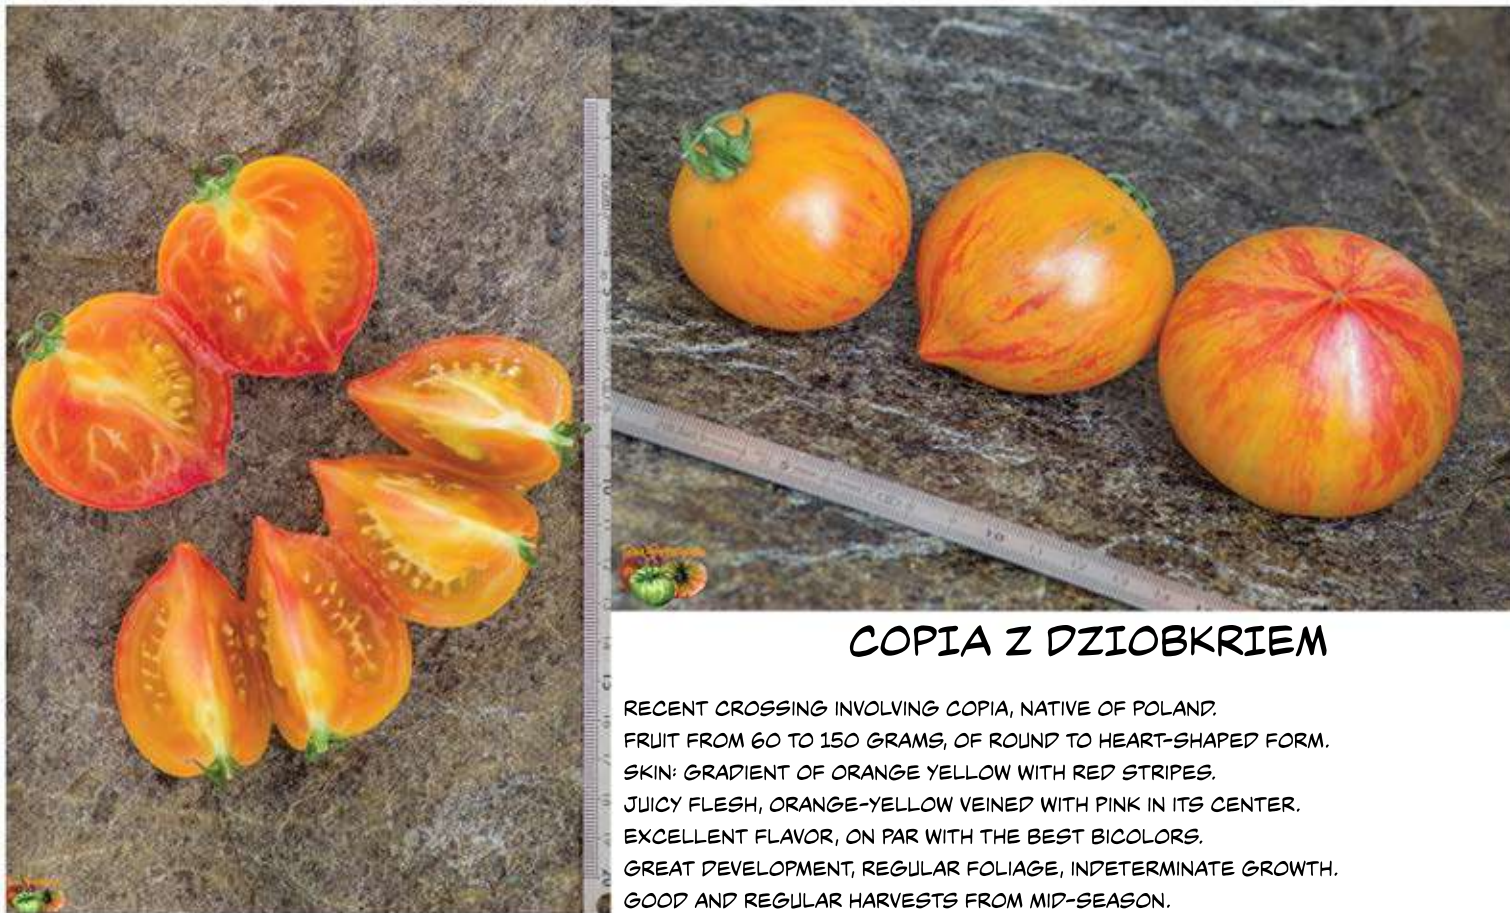 COPIA Z DZIOBKRIEM
RECENT CROSSING INVOLVING COPIA, NATIVE OF POLAND.
FRUIT FROM 60 TO 150 GRAMS, OF ROUND TO HEART-SHAPED FORM.
SKIN: GRADIENT OF ORANGE YELLOW WITH RED STRIPES.
JUICY FLESH, ORANGE-YELLOW VEINED WITH PINK IN ITS CENTER.
EXCELLENT FLAVOR, ON PAR WITH THE BEST BICOLORS.
GREAT DEVELOPMENT, REGULAR FOLIAGE, INDETERMINATE GROWTH.
GOOD AND REGULAR HARVESTS FROM MID-SEASON.